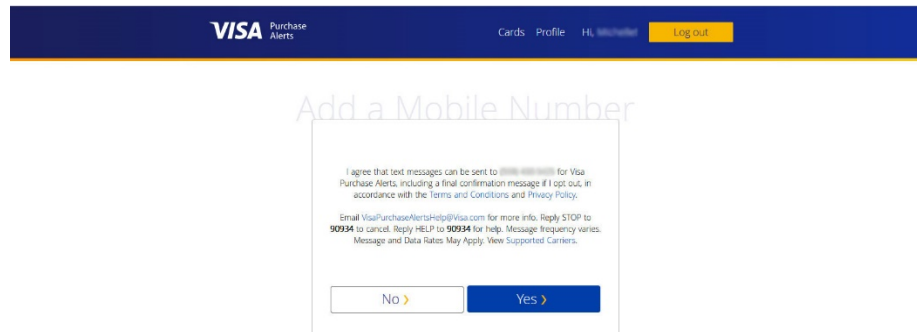 VISA Purchase
Alerts
Cards Profile Hi, Log out
Add a Mobile Number
I agree that text messages can be sent to for Visa
Purchase Alerts, including a final confirmation message if I opt out, in
accordance with the Terms and Conditions and Privacy Policy.
Email VisaPurchaseAlertsHelp@Visa.com for more info. Reply STOP to
90934 to cancel. Reply HELP to 90934 for help. Message frequency varies.
Message and Data Rates May Apply. View Supported Carriers.
No ❯ Yes ❯